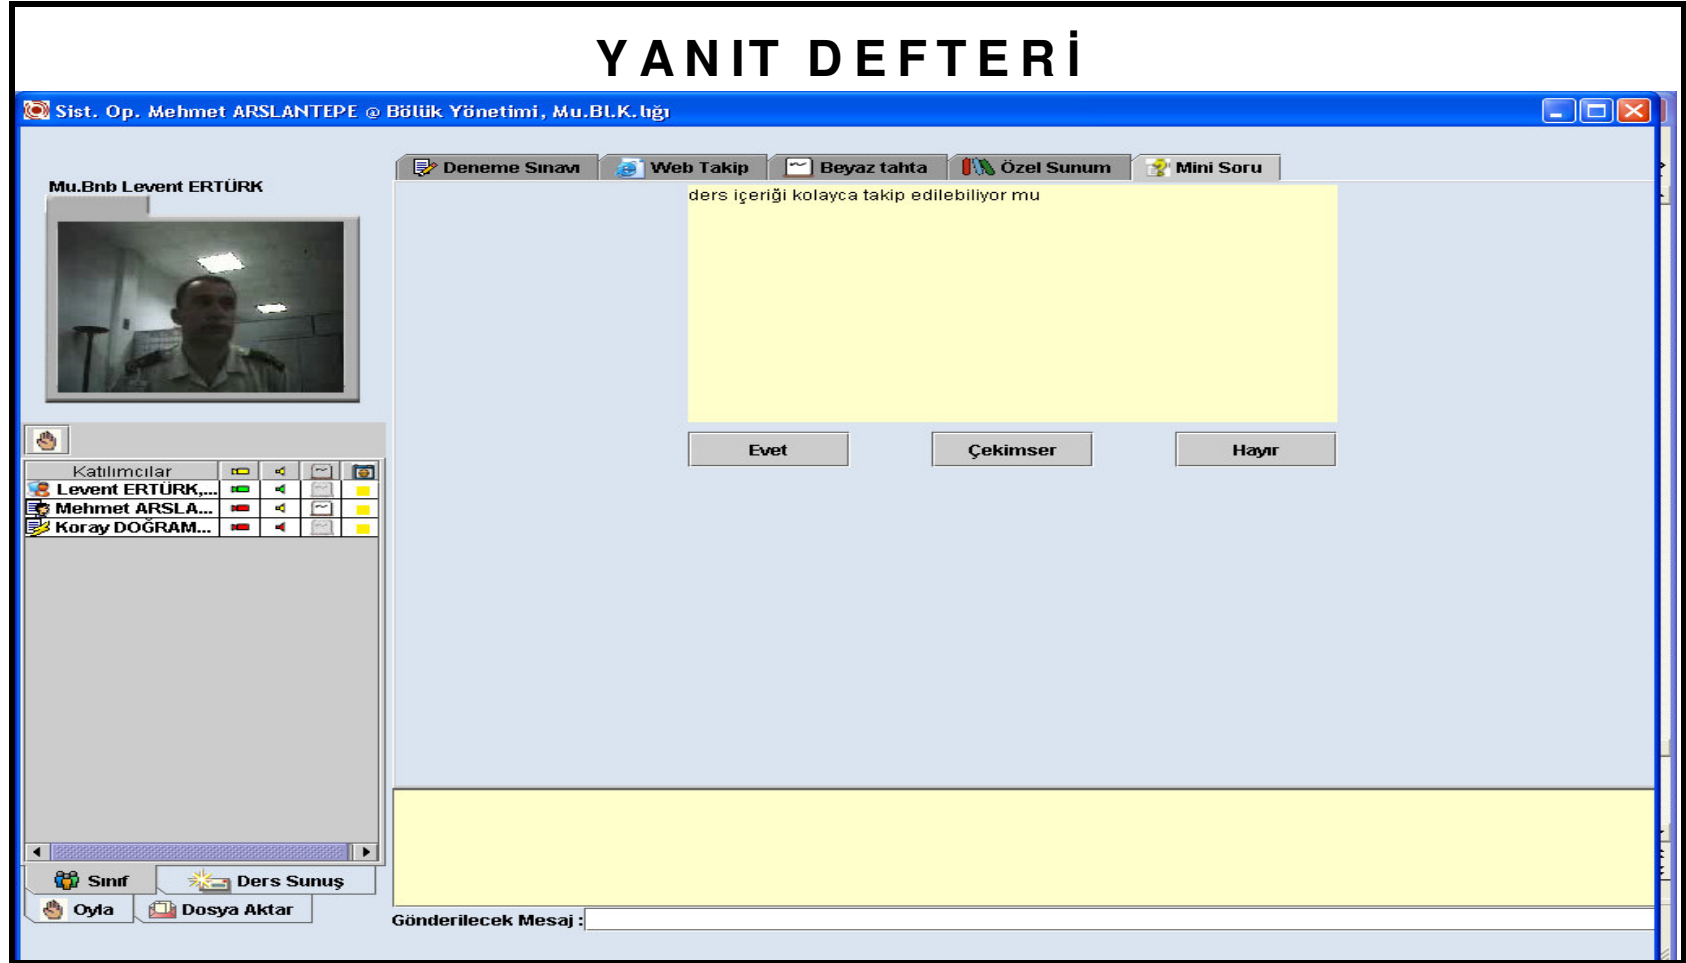 YANIT DEFTERİ
Sist. Op. Mehmet ARSLANTEPE @ Bölük Yönetimi, Mu.Bl.K.lığı
Deneme Sınavı Web Takip Beyaz tahta Özel Sunum Mini Soru
Mu.Bnb Levent ERTÜRK
ders içeriği kolayca takip edilebiliyor mu
Evet Çekimser Hayır
Katılımcılar
Levent ERTÜRK,...
Mehmet ARSLA...
Koray DOĞRAM...
Sınıf Ders Sunuş
Oyla Dosya Aktar
Gönderilecek Mesaj :